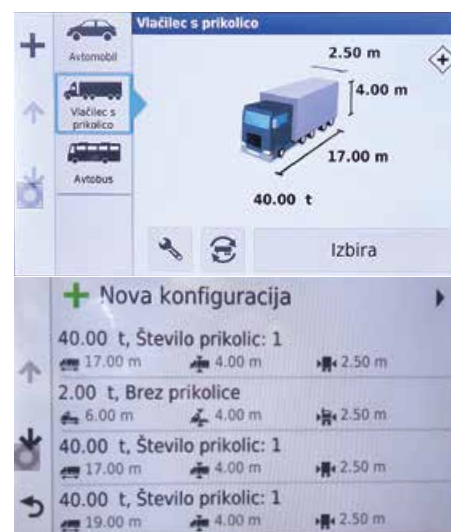 Vlačilec s prikolico
Avtomobil
Vlačilec s
prikolico
Avtobus
2.50 m
4.00 m
17.00 m
40.00 t
Izbira
Nova konfiguracija
40.00 t, Število prikolic: 1
17.00 m 4.00 m 2.50 m
2.00 t, Brez prikolice
6.00 m 4.00 m 2.50 m
40.00 t, Število prikolic: 1
17.00 m 4.00 m 2.50 m
40.00 t, Število prikolic: 1
19.00 m 4.00 m 2.50 m